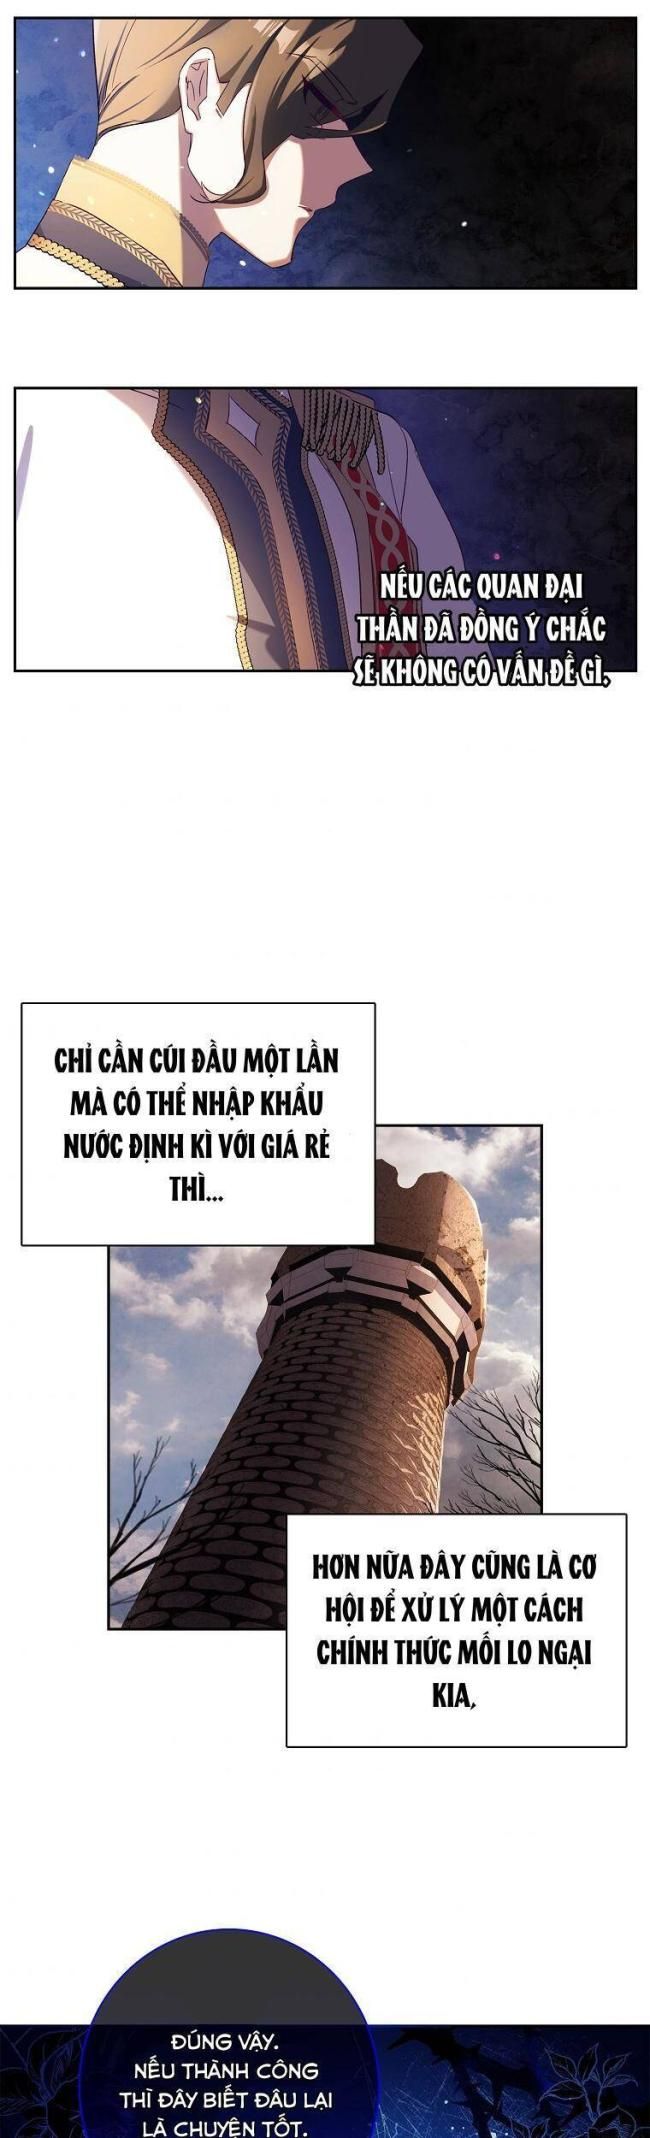 NẾU CÁC QUAN ĐẠI
THẦN ĐÃ ĐỒNG Ý CHẮC
SẼ KHÔNG CÓ VẤN ĐỀ GÌ,
CHỈ CẦN CÚI ĐẦU MỘT LẦN
MÀ CÓ THỂ NHẬP KHẨU
NƯỚC ĐỊNH KÌ VỚI GIÁ RẺ
THÌ...
HƠN NỮA ĐÂY CŨNG LÀ CƠ
HỘI ĐỂ XỬ LÝ MỘT CÁCH
CHÍNH THỨC MỐI LO NGẠI
KIA,
ĐÚNG VẬY.
NẾU THÀNH CÔNG
THÌ ĐÂY BIẾT ĐÂU LẠI
LÀ CHUYỆN TỐT.